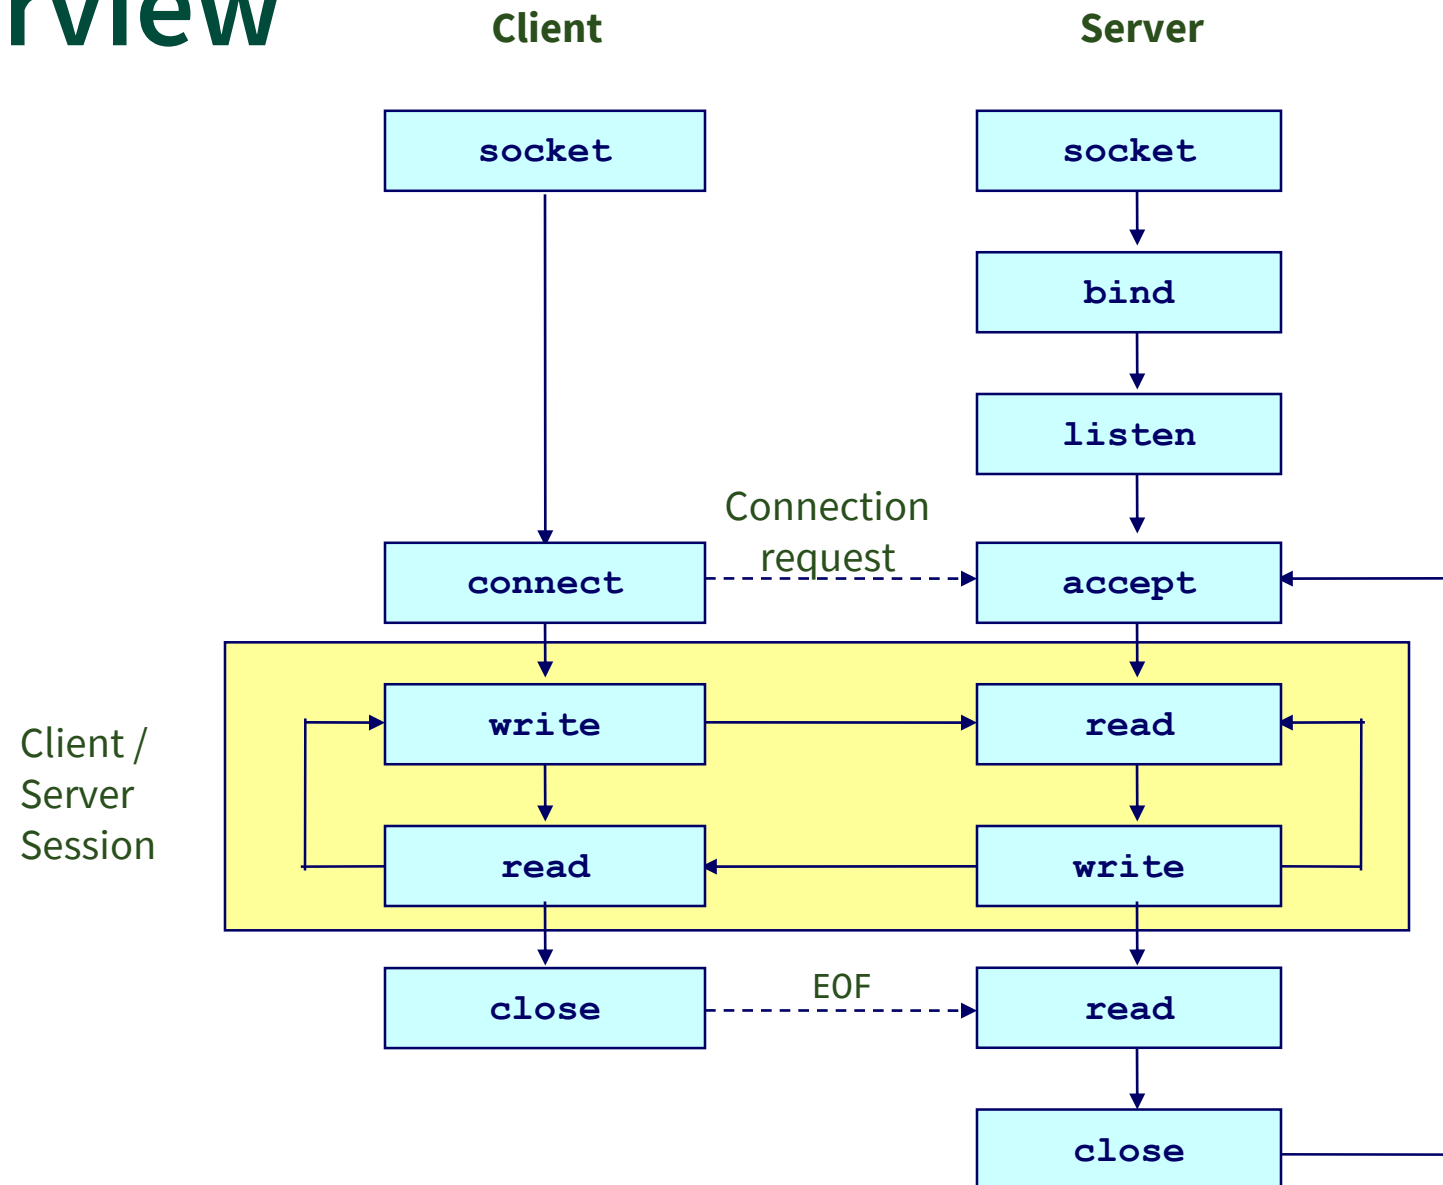 rview
Client
Server
socket
socket
bind
listen
Connection
request
connect
accept
Client /
Server
Session
write
read
read
write
close
EOF
read
close